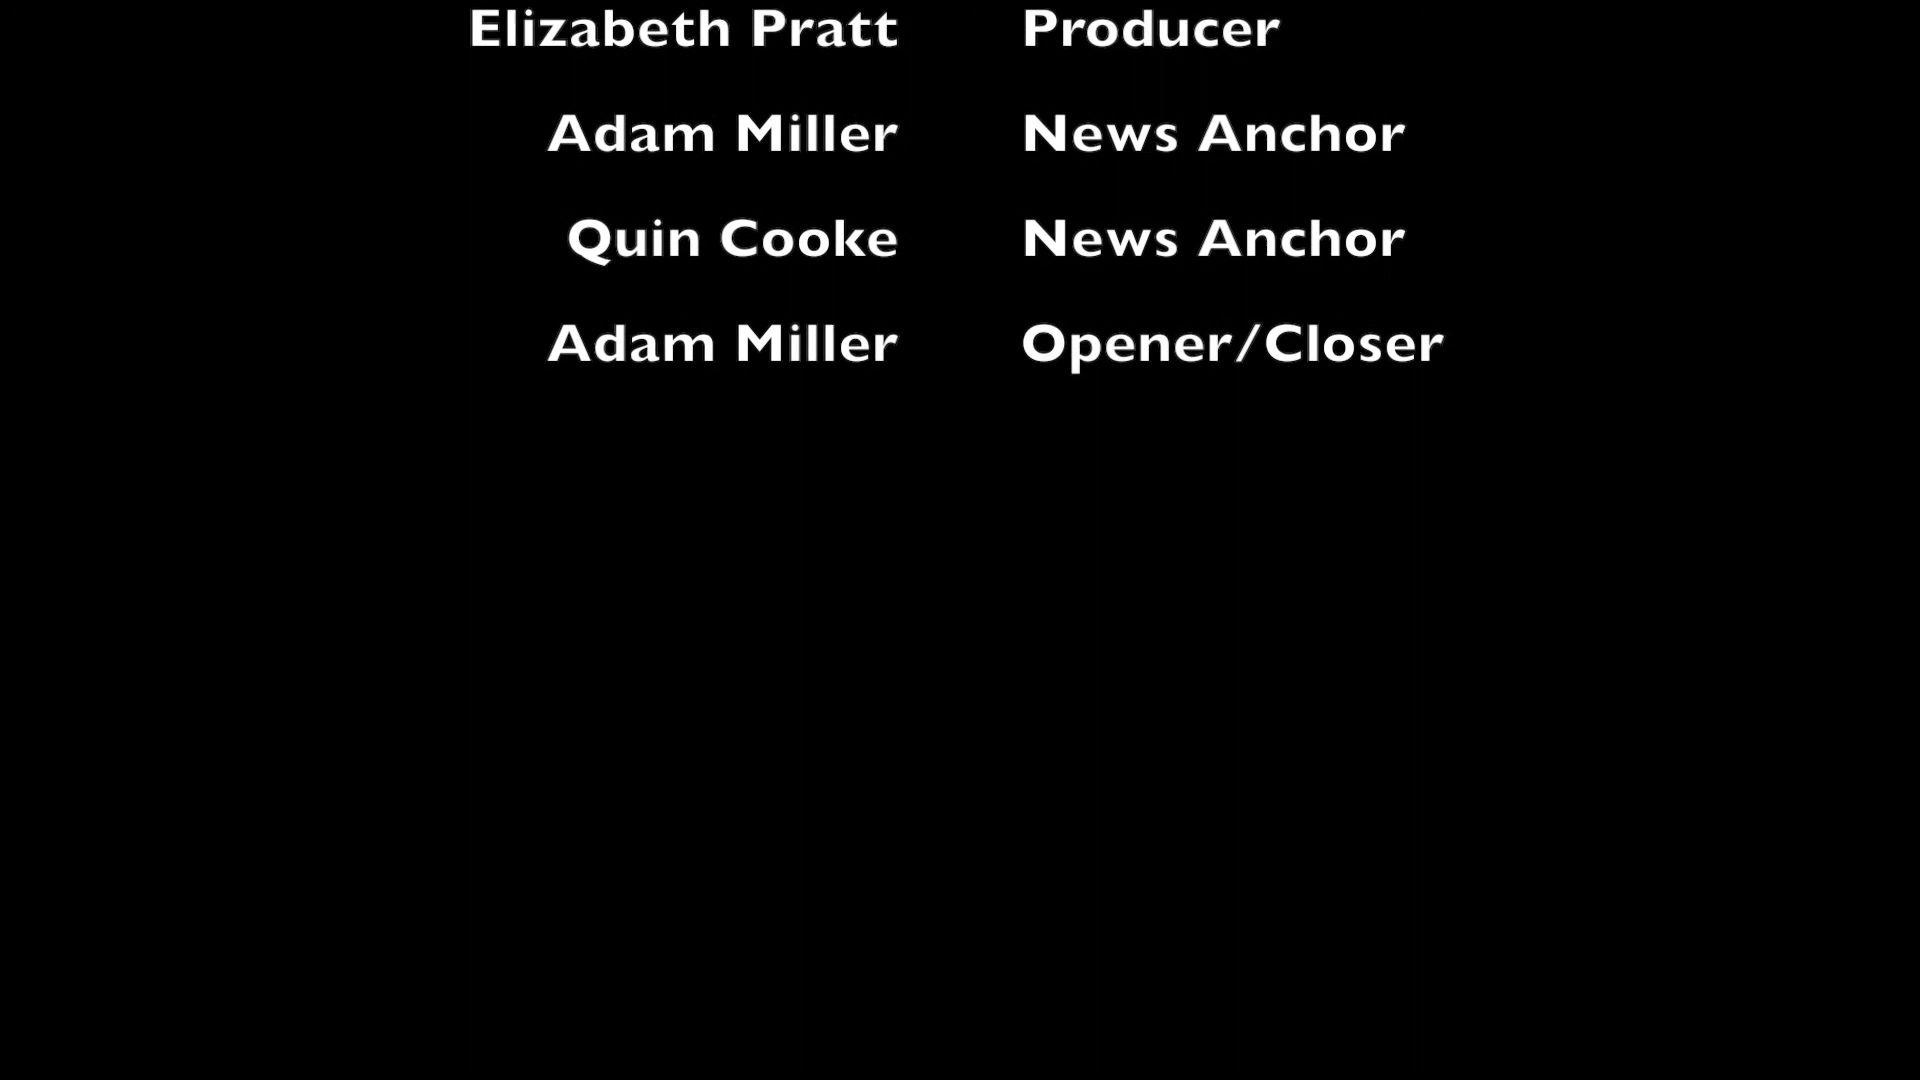 Elizabeth Pratt Producer
Adam Miller News Anchor
Quin Cooke News Anchor
Adam Miller Opener/Closer